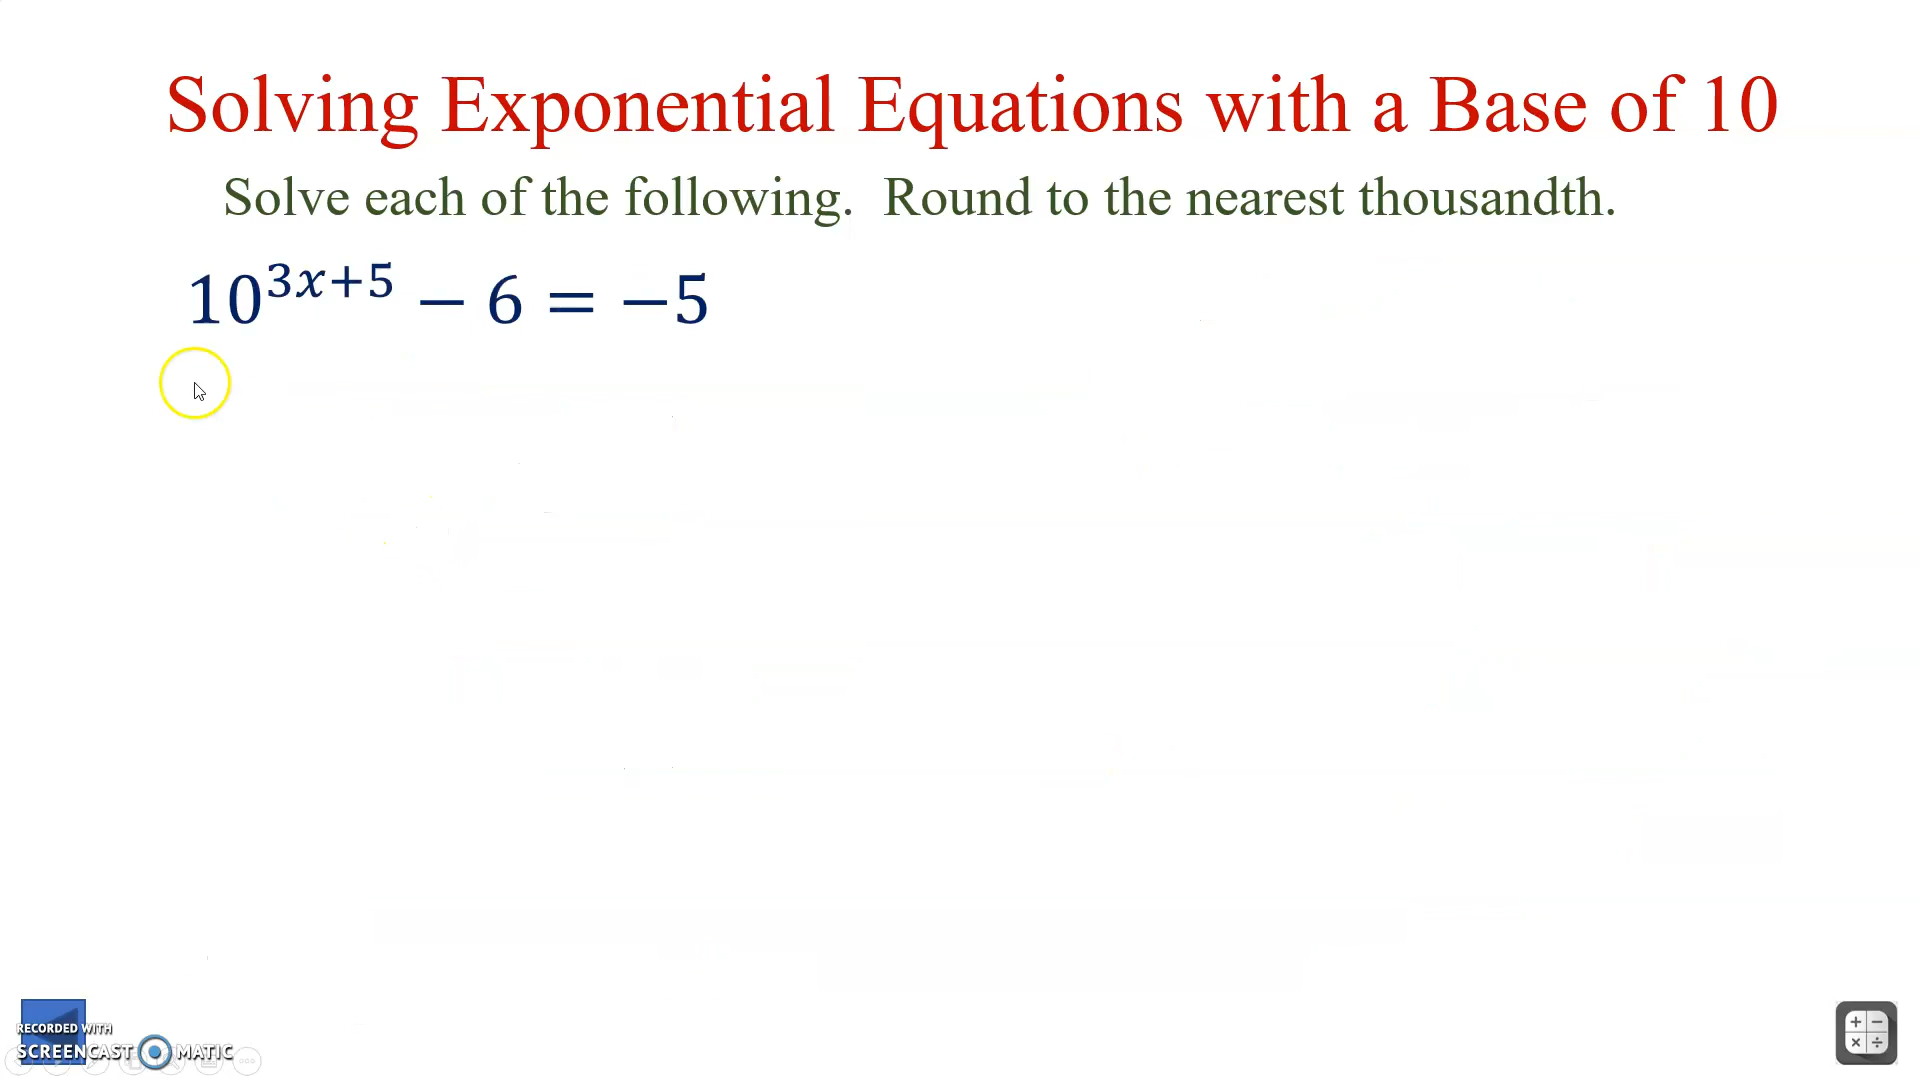 Solving Exponential Equations with a Base of 10
Solve each of the following. Round to the nearest thousandth.
10^{3x+5} − 6 = −5
RECORDED WITH
SCREENCAST MATIC
+ −
× ÷